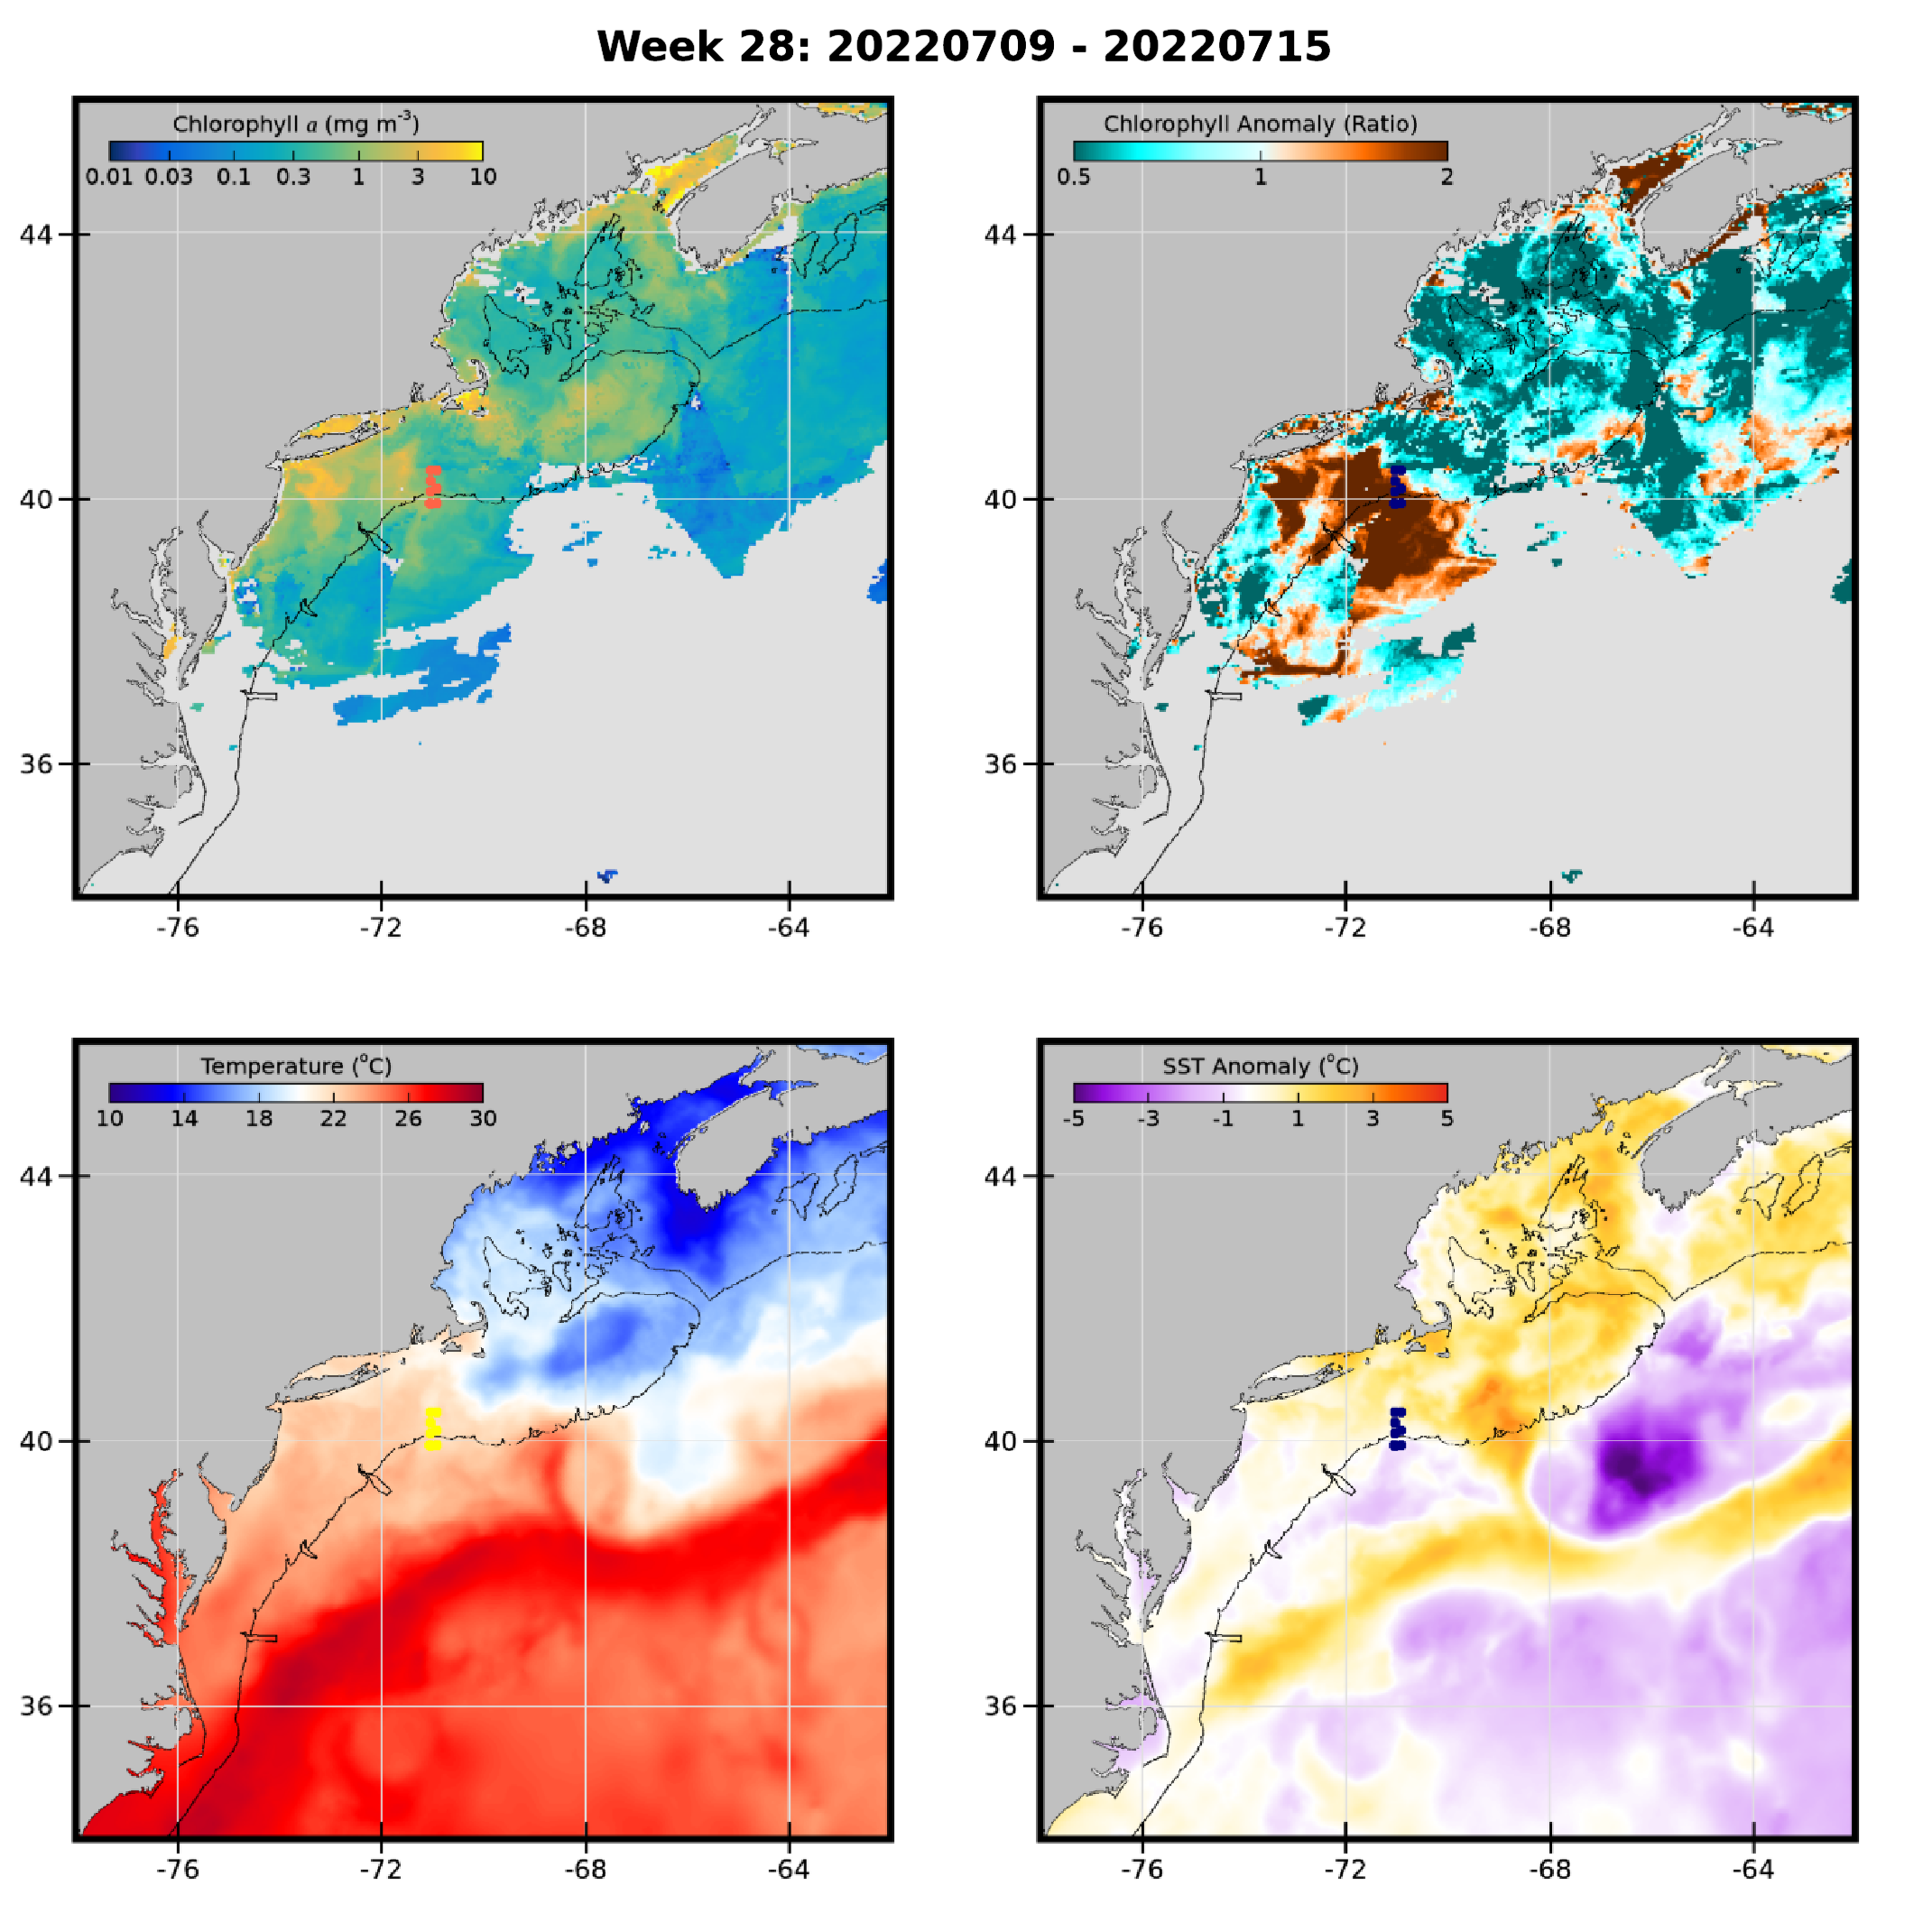 Week 28: 20220709 - 20220715
Chlorophyll a (mg m-3)
0.01 0.03 0.1 0.3 1 3 10
44
40
36
-76 -72 -68 -64
Chlorophyll Anomaly (Ratio)
0.5 1 2
44
40
36
-76 -72 -68 -64
Temperature (oC)
10 14 18 22 26 30
44
40
36
-76 -72 -68 -64
SST Anomaly (oC)
-5 -3 -1 1 3 5
44
40
36
-76 -72 -68 -64